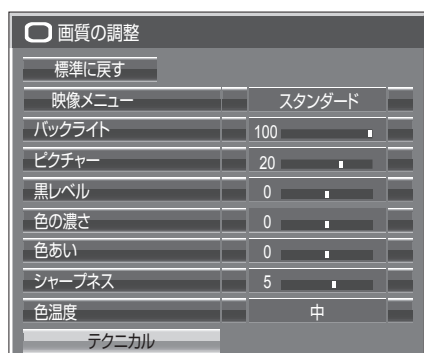 画質の調整
標準に戻す
映像メニュー スタンダード
バックライト 100
ピクチャー 20
黒レベル 0
色の濃さ 0
色あい 0
シャープネス 5
色温度 中
テクニカル